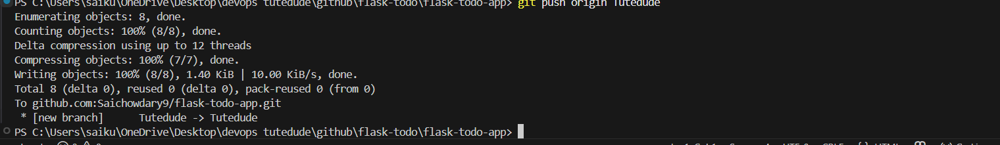 PS C:\Users\saiku\OneDrive\Desktop\devops tutedude\github\flask-todo\flask-todo-app> git push origin Tutedude
Enumerating objects: 8, done.
Counting objects: 100% (8/8), done.
Delta compression using up to 12 threads
Compressing objects: 100% (7/7), done.
Writing objects: 100% (8/8), 1.40 KiB | 10.00 KiB/s, done.
Total 8 (delta 0), reused 0 (delta 0), pack-reused 0 (from 0)
To github.com:Saichowdary9/flask-todo-app.git
 * [new branch]      Tutedude -> Tutedude
PS C:\Users\saiku\OneDrive\Desktop\devops tutedude\github\flask-todo\flask-todo-app>